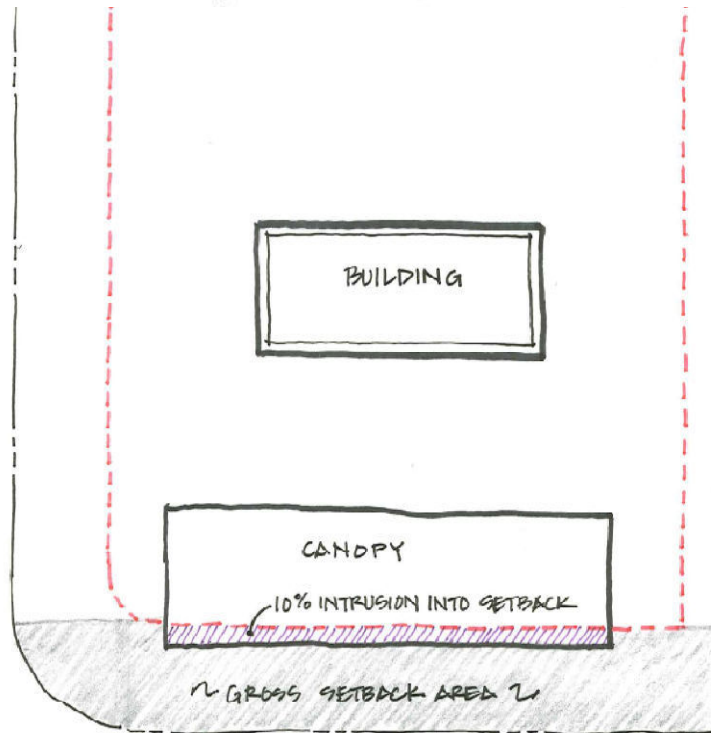 BUILDING
CANOPY
10% INTRUSION INTO SETBACK
~ GROSS SETBACK AREA ~